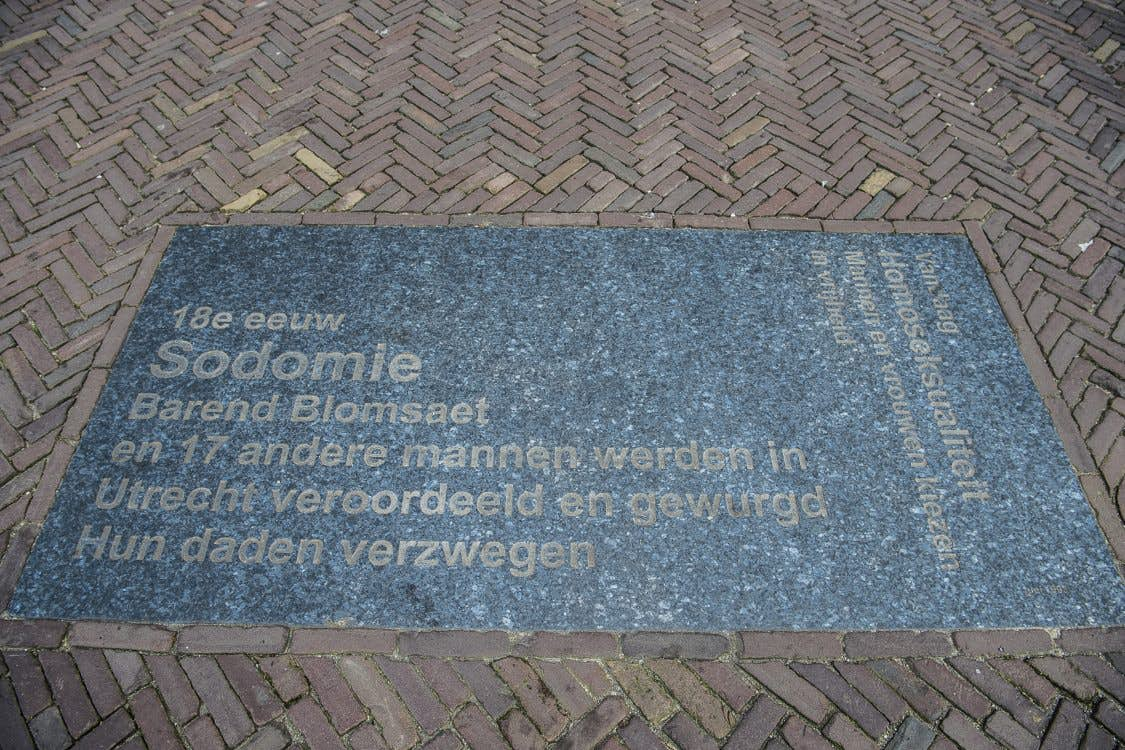 18e eeuw
Sodomie
Barend Blomsaet
en 17 andere mannen werden in
Utrecht veroordeeld en gewurgd
Hun daden verzwegen
Vandaag
Homoseksualiteit
Mannen en vrouwen kiezen
in vrijheid